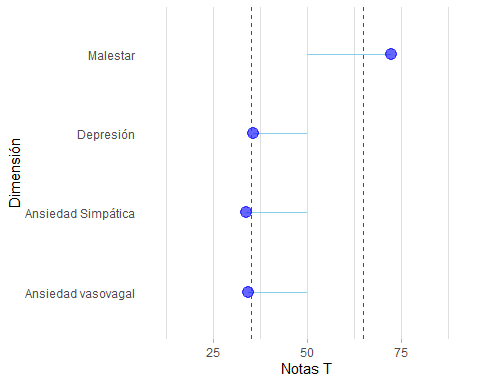 Malestar
Depresión
Ansiedad Simpática
Ansiedad vasovagal
Dimensión
25 50 75
Notas T